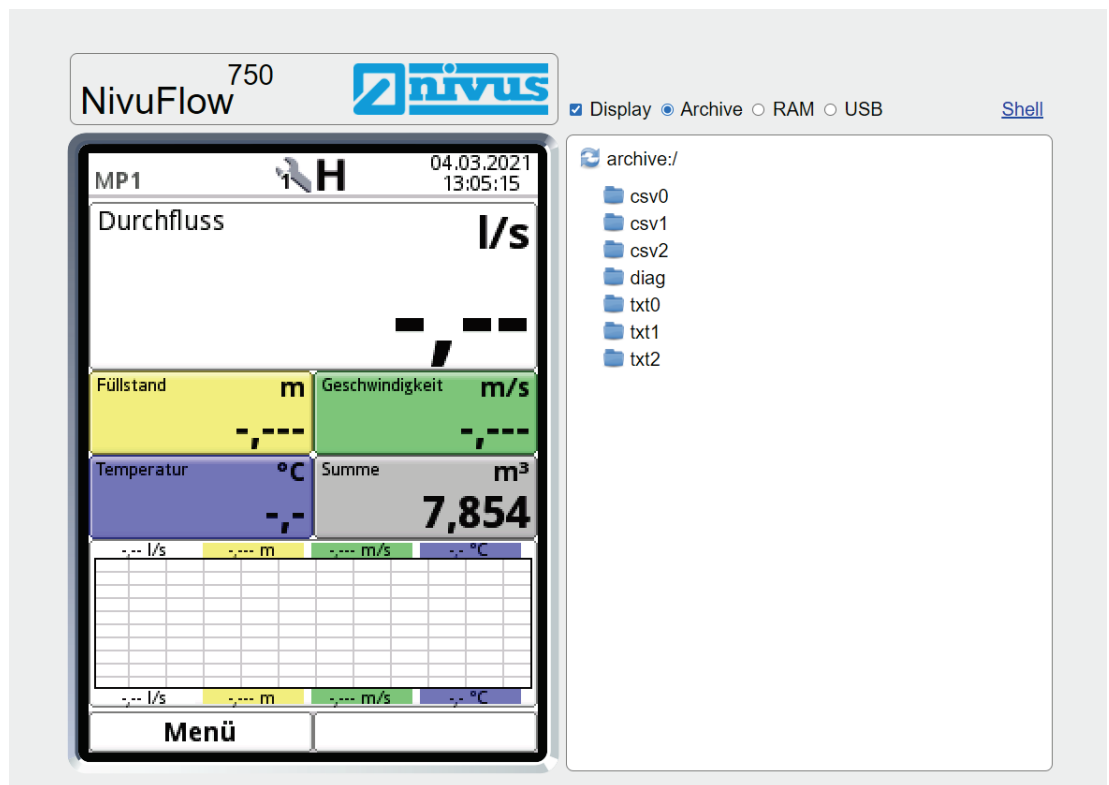 NivuFlow 750
nivus
Display Archive RAM USB Shell
MP1 1 H 04.03.2021
13:05:15
Durchfluss l/s
-,--
Füllstand m
-,---
Geschwindigkeit m/s
-,---
Temperatur °C
-,-
Summe m³
7,854
-,-- l/s -,--- m -,--- m/s -,- °C
-,-- l/s -,--- m -,--- m/s -,- °C
Menü
archive:/
csv0
csv1
csv2
diag
txt0
txt1
txt2